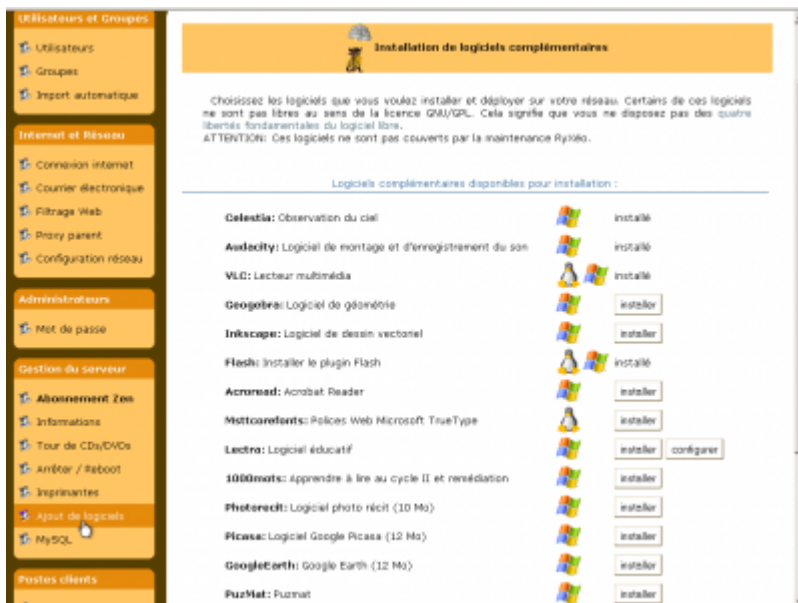 Utilisateurs et Groupes
Utilisateurs
Groupes
Import automatique
Internet et Réseau
Connexion internet
Courrier électronique
Filtrage Web
Proxy parent
Configuration réseau
Administrateurs
Mot de passe
Gestion du serveur
Abonnement Zen
Informations
Tour de CDs/DVDs
Arrêter / Reboot
Imprimantes
Ajout de logiciels
MySQL
Postes clients
Installation de logiciels complémentaires
Choisissez les logiciels que vous voulez installer et déployer sur votre réseau. Certains de ces logiciels
ne sont pas libres au sens de la licence GNU/GPL. Cela signifie que vous ne disposez pas des quatre
libertés fondamentales du logiciel libre.
ATTENTION: Ces logiciels ne sont pas couverts par la maintenance RyXéo.
Logiciels complémentaires disponibles pour installation :
Celestia: Observation du ciel installé
Audacity: Logiciel de montage et d'enregistrement du son installé
VLC: Lecteur multimédia installé
Geogebra: Logiciel de géométrie installer
Inkscape: Logiciel de dessin vectoriel installer
Flash: Installer le plugin Flash installé
Acroread: Acrobat Reader installer
Msttcorefonts: Polices Web Microsoft TrueType installer
Lectra: Logiciel éducatif installer configurer
1000mots: Apprendre à lire au cycle II et remédiation installer
Photorecit: Logiciel photo récit (10 Mo) installer
Picasa: Logiciel Google Picasa (12 Mo) installer
GoogleEarth: Google Earth (12 Mo) installer
PuzMat: Puzmat installer